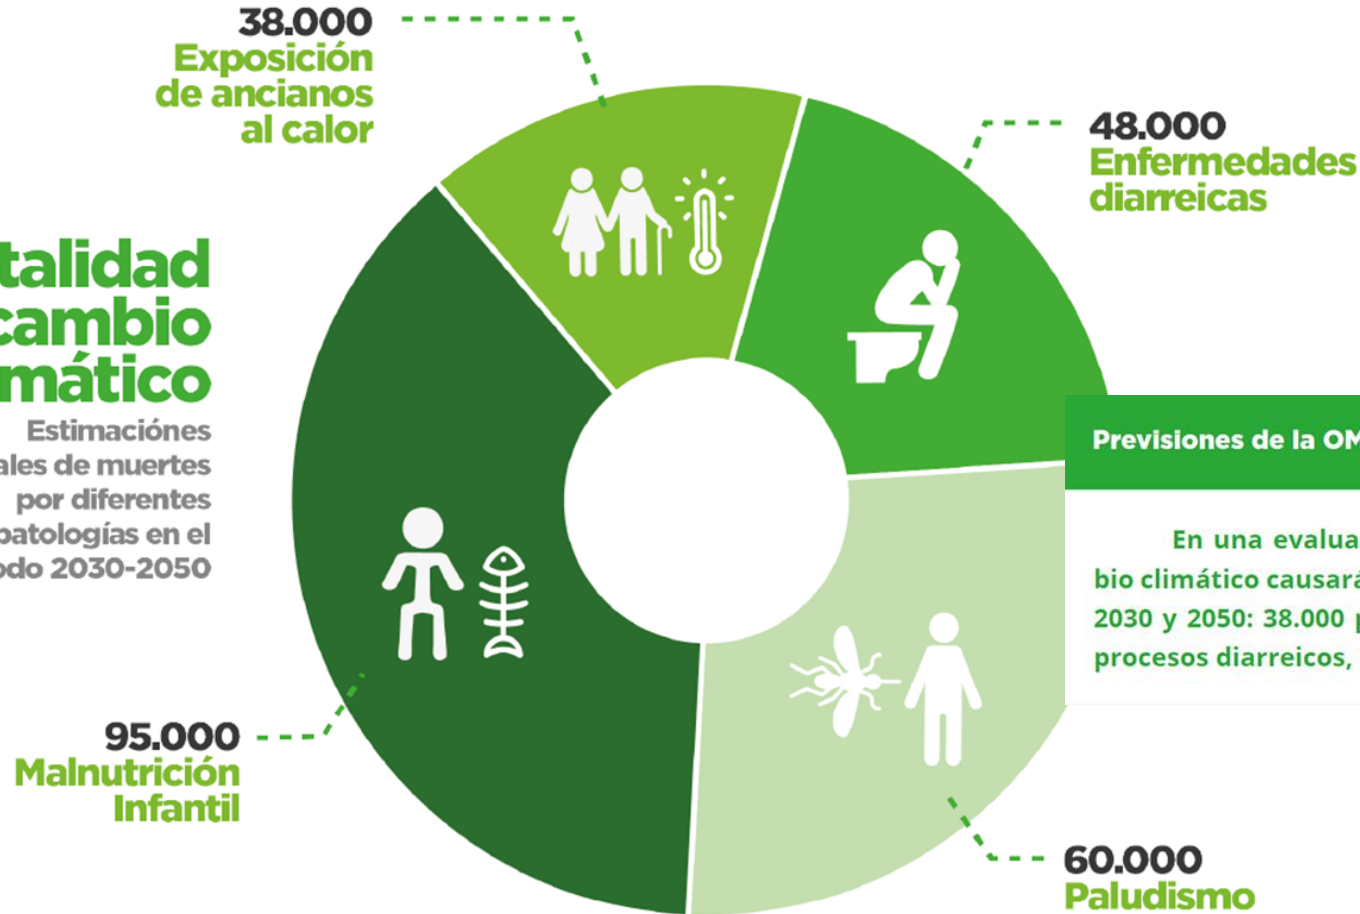 38.000
Exposición
de ancianos
al calor
48.000
Enfermedades
diarreicas
talidad
cambio
mático
Estimaciónes
ales de muertes
por diferentes
patologías en el
odo 2030-2050
Previsiones de la OM
En una evalua
bio climático causará
2030 y 2050: 38.000 p
procesos diarreicos,
95.000
Malnutrición
Infantil
60.000
Paludismo